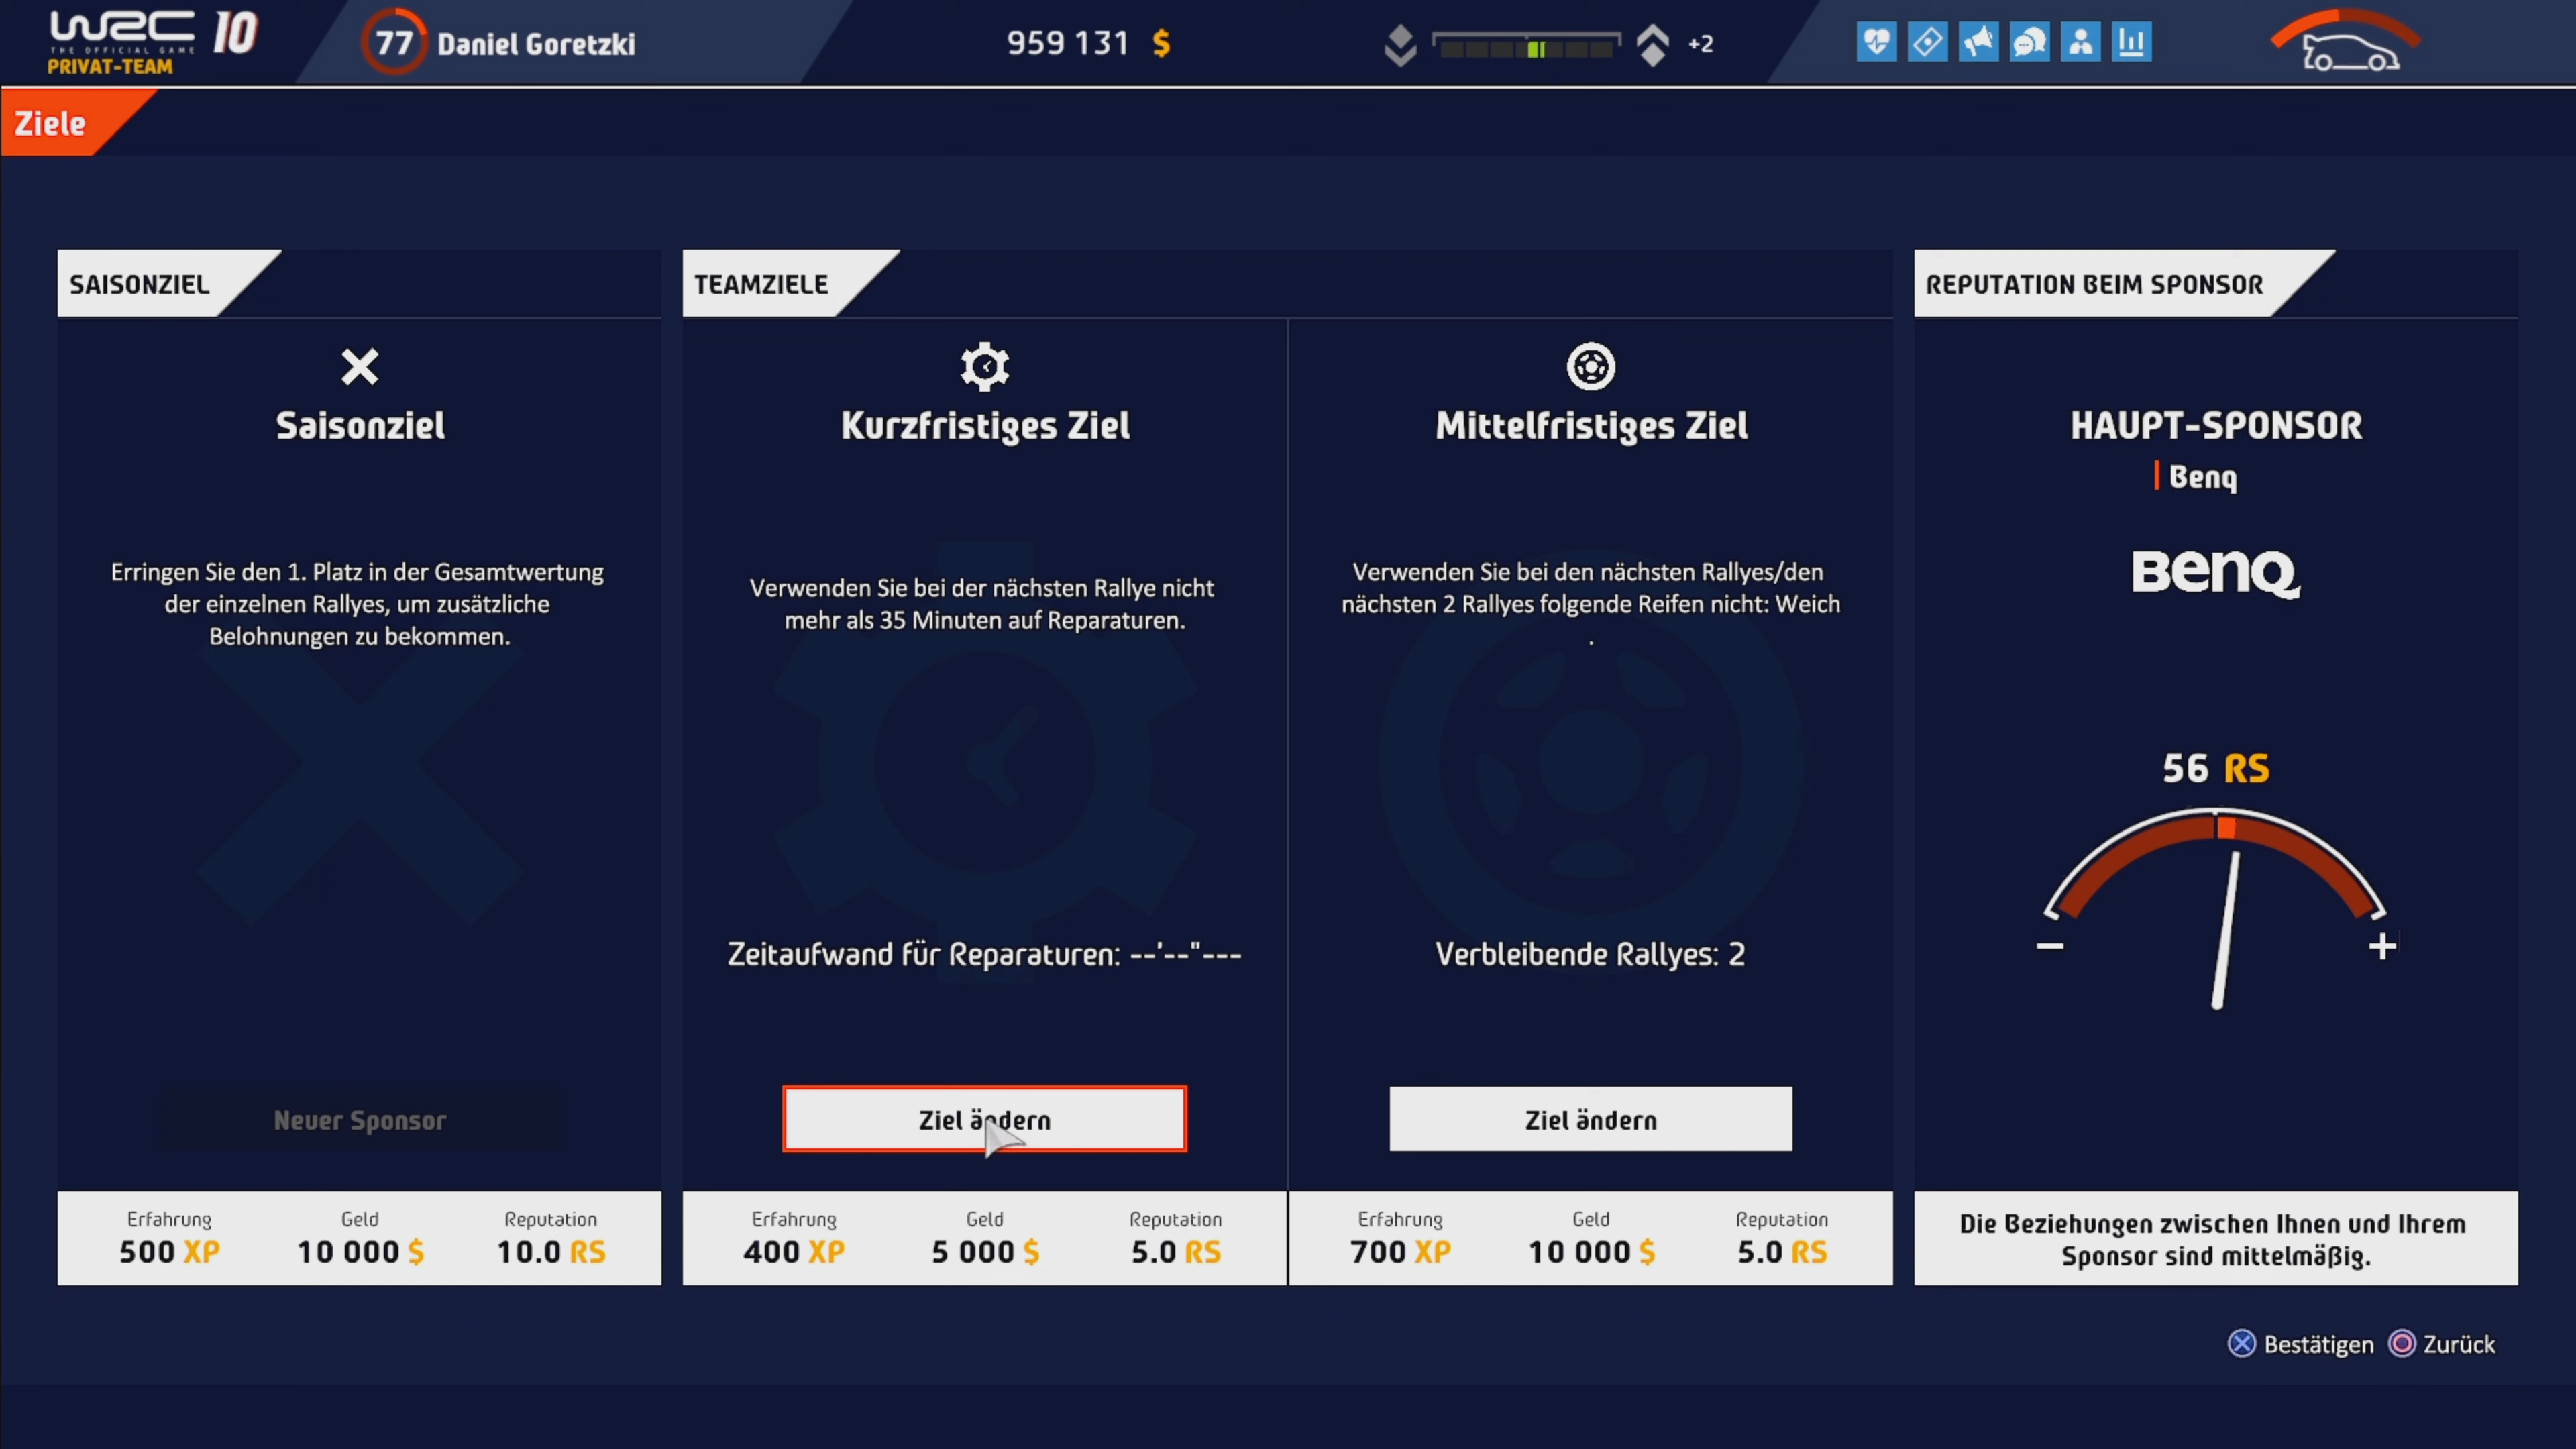 WRC 10
THE OFFICIAL GAME
PRIVAT-TEAM
77 Daniel Goretzki
959 131 $
+2
Ziele
SAISONZIEL
Saisonziel
Erringen Sie den 1. Platz in der Gesamtwertung
der einzelnen Rallyes, um zusätzliche
Belohnungen zu bekommen.
Neuer Sponsor
Erfahrung Geld Reputation
500 XP 10 000 $ 10.0 RS
TEAMZIELE
Kurzfristiges Ziel
Verwenden Sie bei der nächsten Rallye nicht
mehr als 35 Minuten auf Reparaturen.
Zeitaufwand für Reparaturen: --'--"---
Ziel ändern
Erfahrung Geld Reputation
400 XP 5 000 $ 5.0 RS
Mittelfristiges Ziel
Verwenden Sie bei den nächsten Rallyes/den
nächsten 2 Rallyes folgende Reifen nicht: Weich
.
Verbleibende Rallyes: 2
Ziel ändern
Erfahrung Geld Reputation
700 XP 10 000 $ 5.0 RS
REPUTATION BEIM SPONSOR
HAUPT-SPONSOR
Benq
BenQ
56 RS
− +
Die Beziehungen zwischen Ihnen und Ihrem
Sponsor sind mittelmäßig.
Bestätigen Zurück